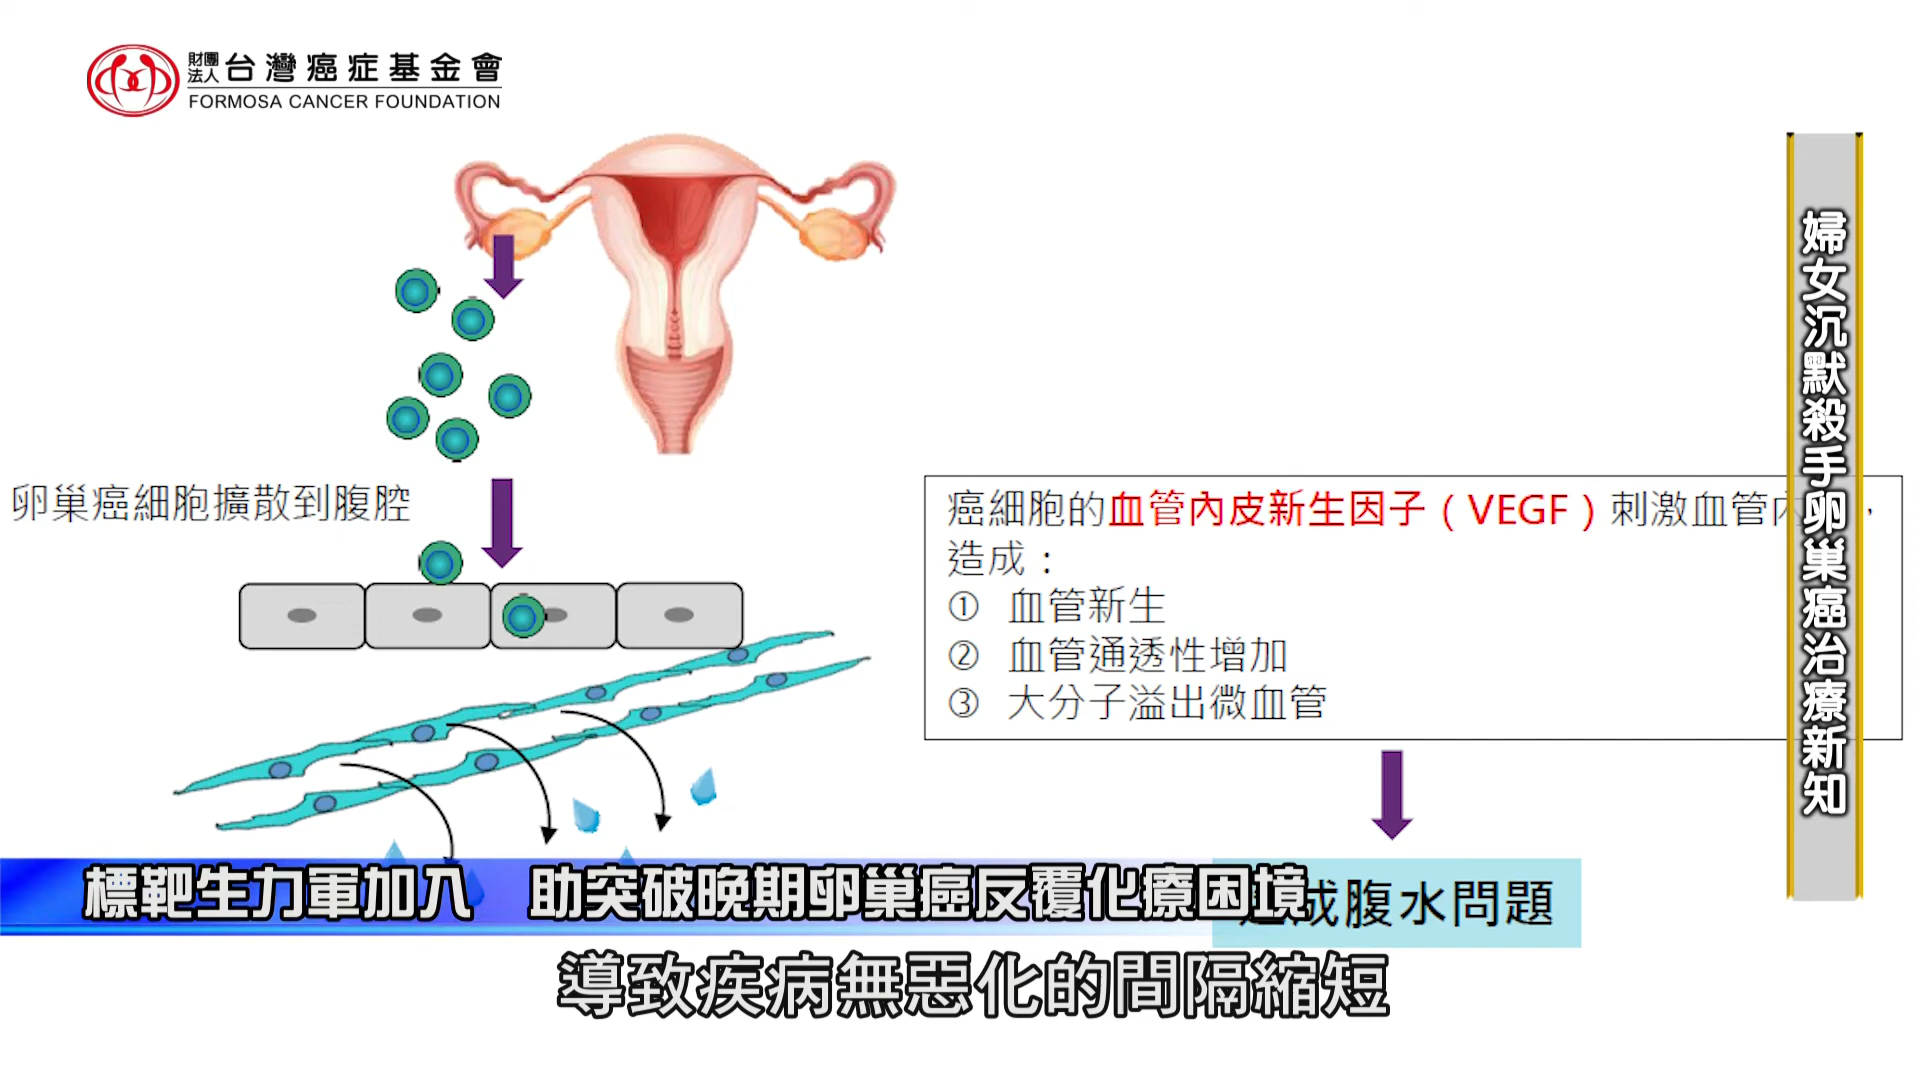 財團法人台灣癌症基金會
FORMOSA CANCER FOUNDATION
卵巢癌細胞擴散到腹腔
癌細胞的血管內皮新生因子（VEGF）刺激血管內
造成：
① 血管新生
② 血管通透性增加
③ 大分子溢出微血管
成腹水問題
婦女沉默殺手卵巢癌治療新知
標靶生力軍加入 助突破晚期卵巢癌反覆化療困境
導致疾病無惡化的間隔縮短